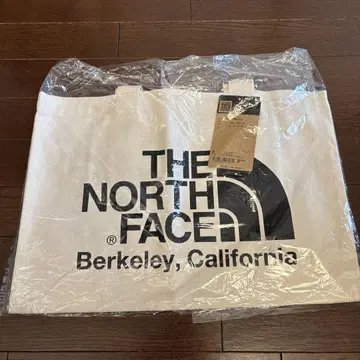 THE
NORTH
FACE
®
Berkeley, California